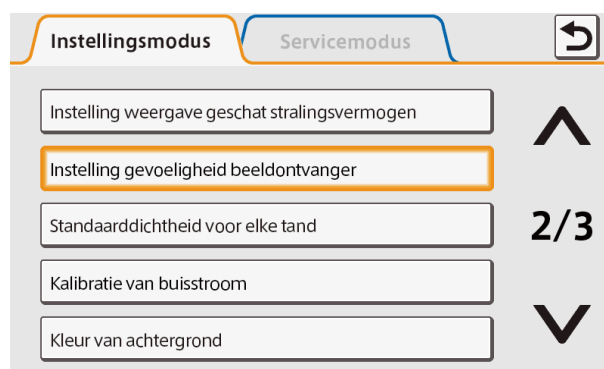 Instellingsmodus
Servicemodus
Instelling weergave geschat stralingsvermogen
Instelling gevoeligheid beeldontvanger
Standaarddichtheid voor elke tand
2/3
Kalibratie van buisstroom
Kleur van achtergrond